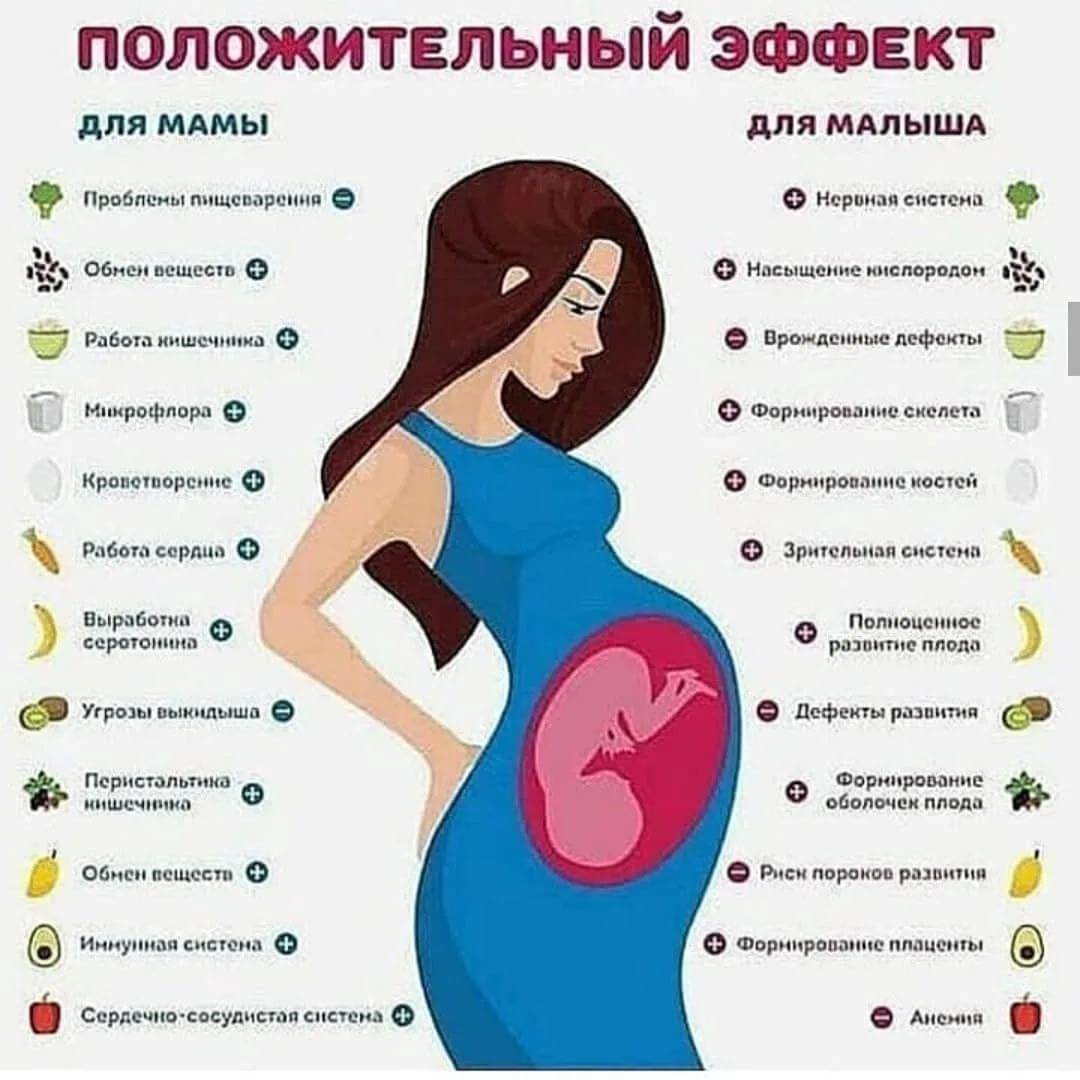 ПОЛОЖИТЕЛЬНЫЙ ЭФФЕКТ
ДЛЯ МАМЫ
Проблемы пищеварения
Обмен веществ
Работа кишечника
Микрофлора
Кроветворение
Работа сердца
Выработка
серотонина
Угрозы выкидыша
Перистальтика
кишечника
Обмен веществ
Иммунная система
Сердечно-сосудистая система
ДЛЯ МАЛЫША
Нервная система
Насыщение кислородом
Врожденные дефекты
Формирование скелета
Формирование костей
Зрительная система
Полноценное
развитие плода
Дефекты развития
Формирование
оболочек плода
Риск пороков развития
Формирование плаценты
Анемия